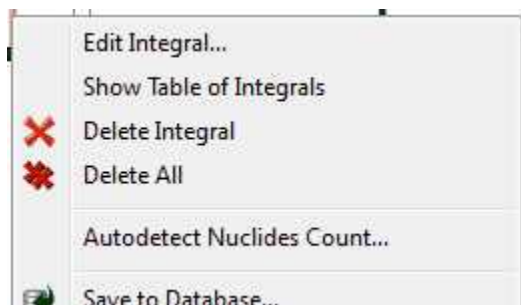 Edit Integral...
Show Table of Integrals
Delete Integral
Delete All
Autodetect Nuclides Count...
Save to Database...